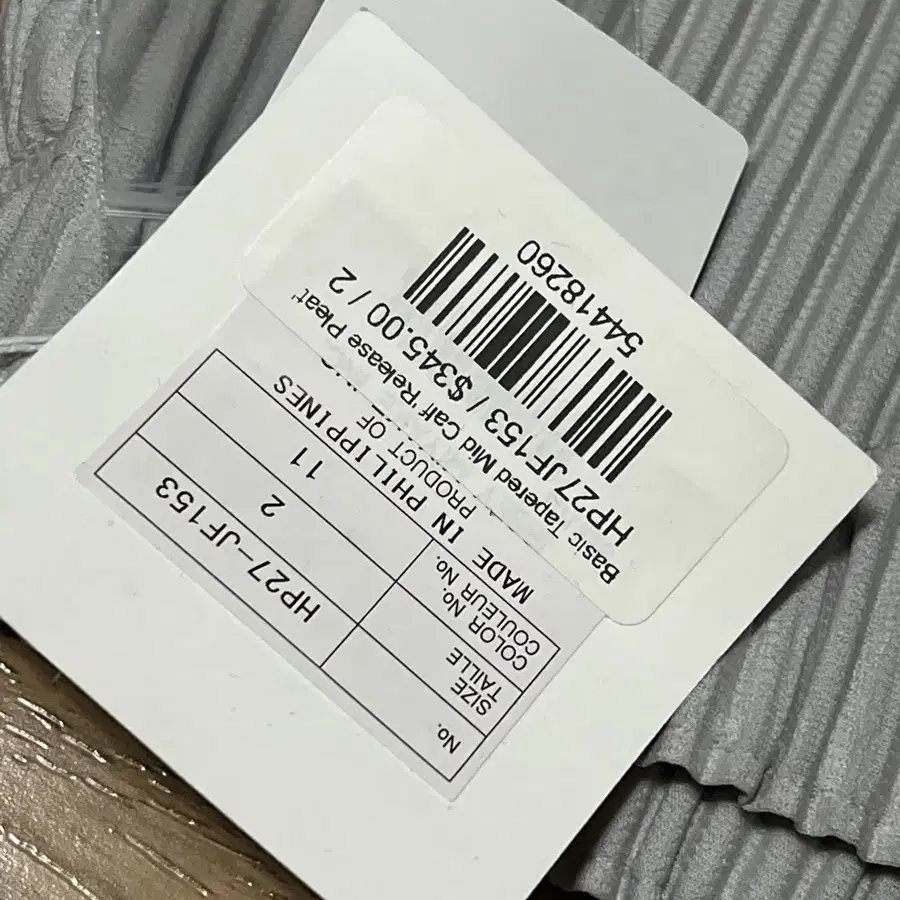 No.
HP27-JF153
SIZE
TAILLE
2
COLOR No.
COULEUR No.
11
MADE IN PHILIPPINES
PRODUCT OF
Basic Tapered Mid Calf 'Release Pleat'
HP27JF153 / $345.00 / 2
54418260